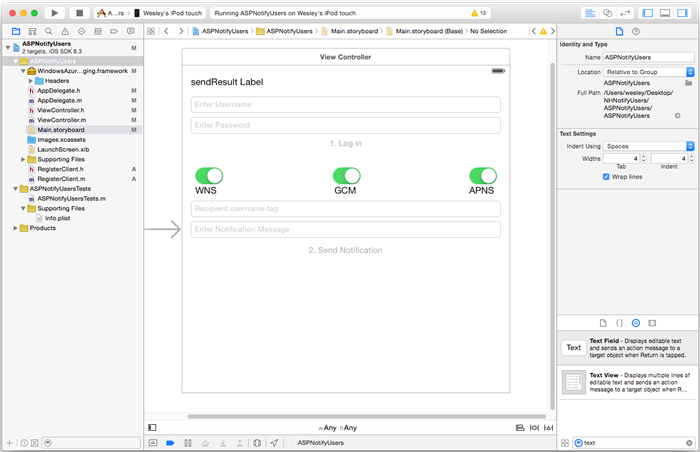 A...rs
Wesley's iPod touch
Running ASPNotifyUsers on Wesley's iPod touch
13
ASPNotifyUsers
2 targets, iOS SDK 8.3
M
ASPNotifyUsers
WindowsAzur...ging.framework
Headers
h AppDelegate.h M
m AppDelegate.m M
h ViewController.h M
m ViewController.m M
Main.storyboard M
Images.xcassets
LaunchScreen.xib
Supporting Files
h RegisterClient.h A
m RegisterClient.m A
ASPNotifyUsersTests
m ASPNotifyUsersTests.m
Supporting Files
Info.plist
Products
ASPNotifyUsers
ASPNotifyUsers
Main.storyboard
Main.storyboard (Base)
No Selection
View Controller
sendResult Label
Enter Username
Enter Password
1. Log in
WNS GCM APNS
Recipient username tag
Enter Notification Message
2. Send Notification
wAny hAny
ASPNotifyUsers
Identity and Type
Name ASPNotifyUsers
Location Relative to Group
ASPNotifyUsers
Full Path /Users/wesley/Desktop/
NHNotifyUsers/
ASPNotifyUsers/
ASPNotifyUsers
Text Settings
Indent Using Spaces
Widths 4 4
Tab Indent
Wrap lines
Text
Text Field - Displays editable text
and sends an action message to a
target object when Return is tapped.
Text View - Displays multiple lines
of editable text and sends an action
message to a target object when R...
text